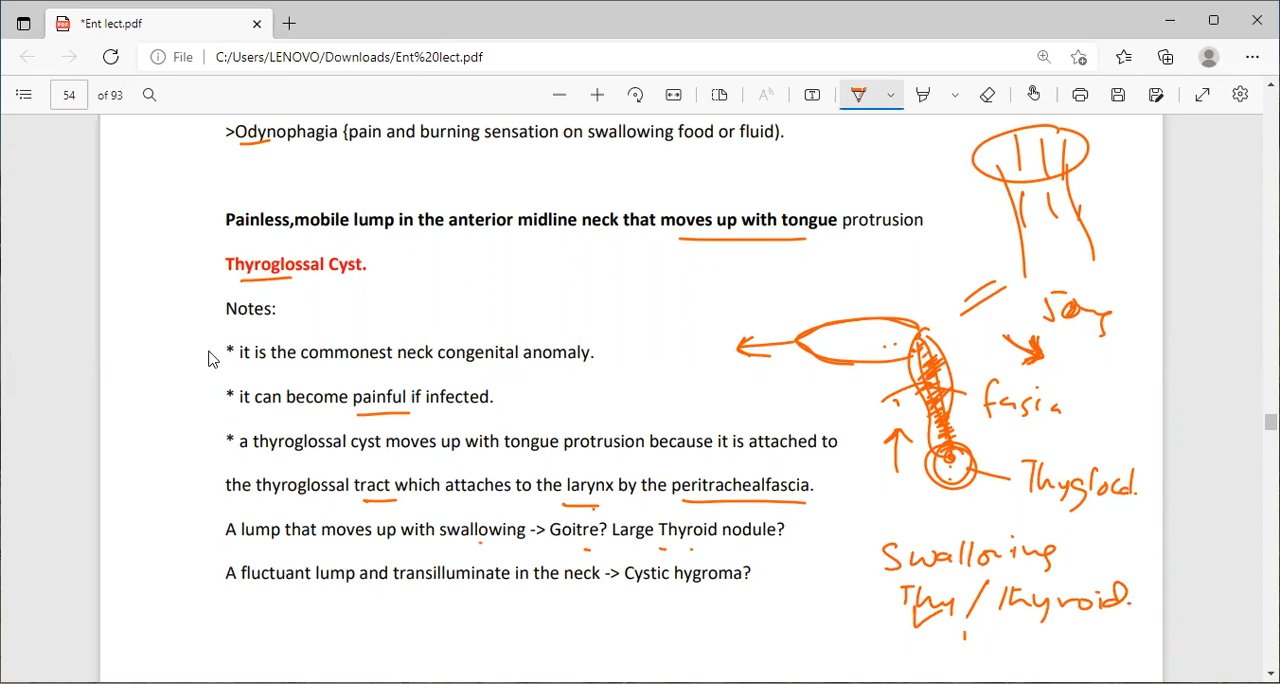 *Ent lect.pdf
File C:/Users/LENOVO/Downloads/Ent%20lect.pdf
54 of 93
>Odynophagia {pain and burning sensation on swallowing food or fluid).
Painless,mobile lump in the anterior midline neck that moves up with tongue protrusion
Thyroglossal Cyst.
Notes:
* it is the commonest neck congenital anomaly.
* it can become painful if infected.
* a thyroglossal cyst moves up with tongue protrusion because it is attached to
the thyroglossal tract which attaches to the larynx by the peritrachealfascia.
A lump that moves up with swallowing -> Goitre? Large Thyroid nodule?
A fluctuant lump and transilluminate in the neck -> Cystic hygroma?
fasia
Swallowing
Thy / Thyroid.